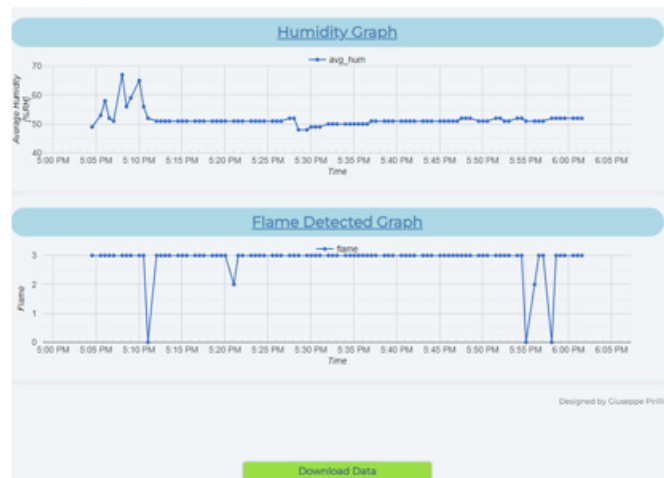 Humidity Graph
avg_hum
Average Humidity
[%RH]
70
60
50
40
5:00 PM 5:05 PM 5:10 PM 5:15 PM 5:20 PM 5:25 PM 5:30 PM 5:35 PM 5:40 PM 5:45 PM 5:50 PM 5:55 PM 6:00 PM 6:05 PM
Time
Flame Detected Graph
flame
Flame
3
2
1
0
5:00 PM 5:05 PM 5:10 PM 5:15 PM 5:20 PM 5:25 PM 5:30 PM 5:35 PM 5:40 PM 5:45 PM 5:50 PM 5:55 PM 6:00 PM 6:05 PM
Time
Designed by Giuseppe Pirilli
Download Data